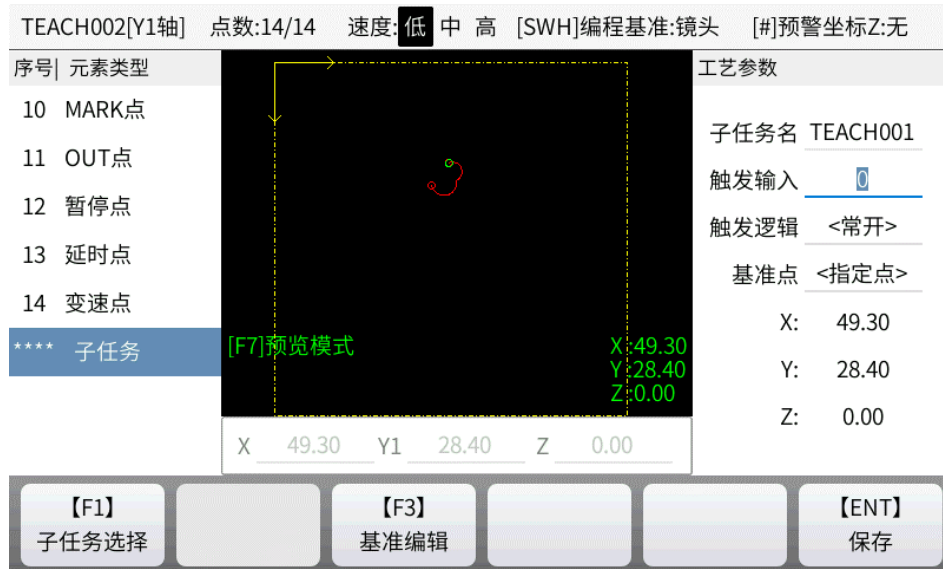 TEACH002[Y1轴] 点数:14/14 速度:低 中 高 [SWH]编程基准:镜头 [#]预警坐标Z:无
序号| 元素类型
10 MARK点
11 OUT点
12 暂停点
13 延时点
14 变速点
**** 子任务
[F7]预览模式
X:49.30
Y:28.40
Z:0.00
X 49.30 Y1 28.40 Z 0.00
工艺参数
子任务名 TEACH001
触发输入 0
触发逻辑 <常开>
基准点 <指定点>
X: 49.30
Y: 28.40
Z: 0.00
【F1】
子任务选择
【F3】
基准编辑
【ENT】
保存